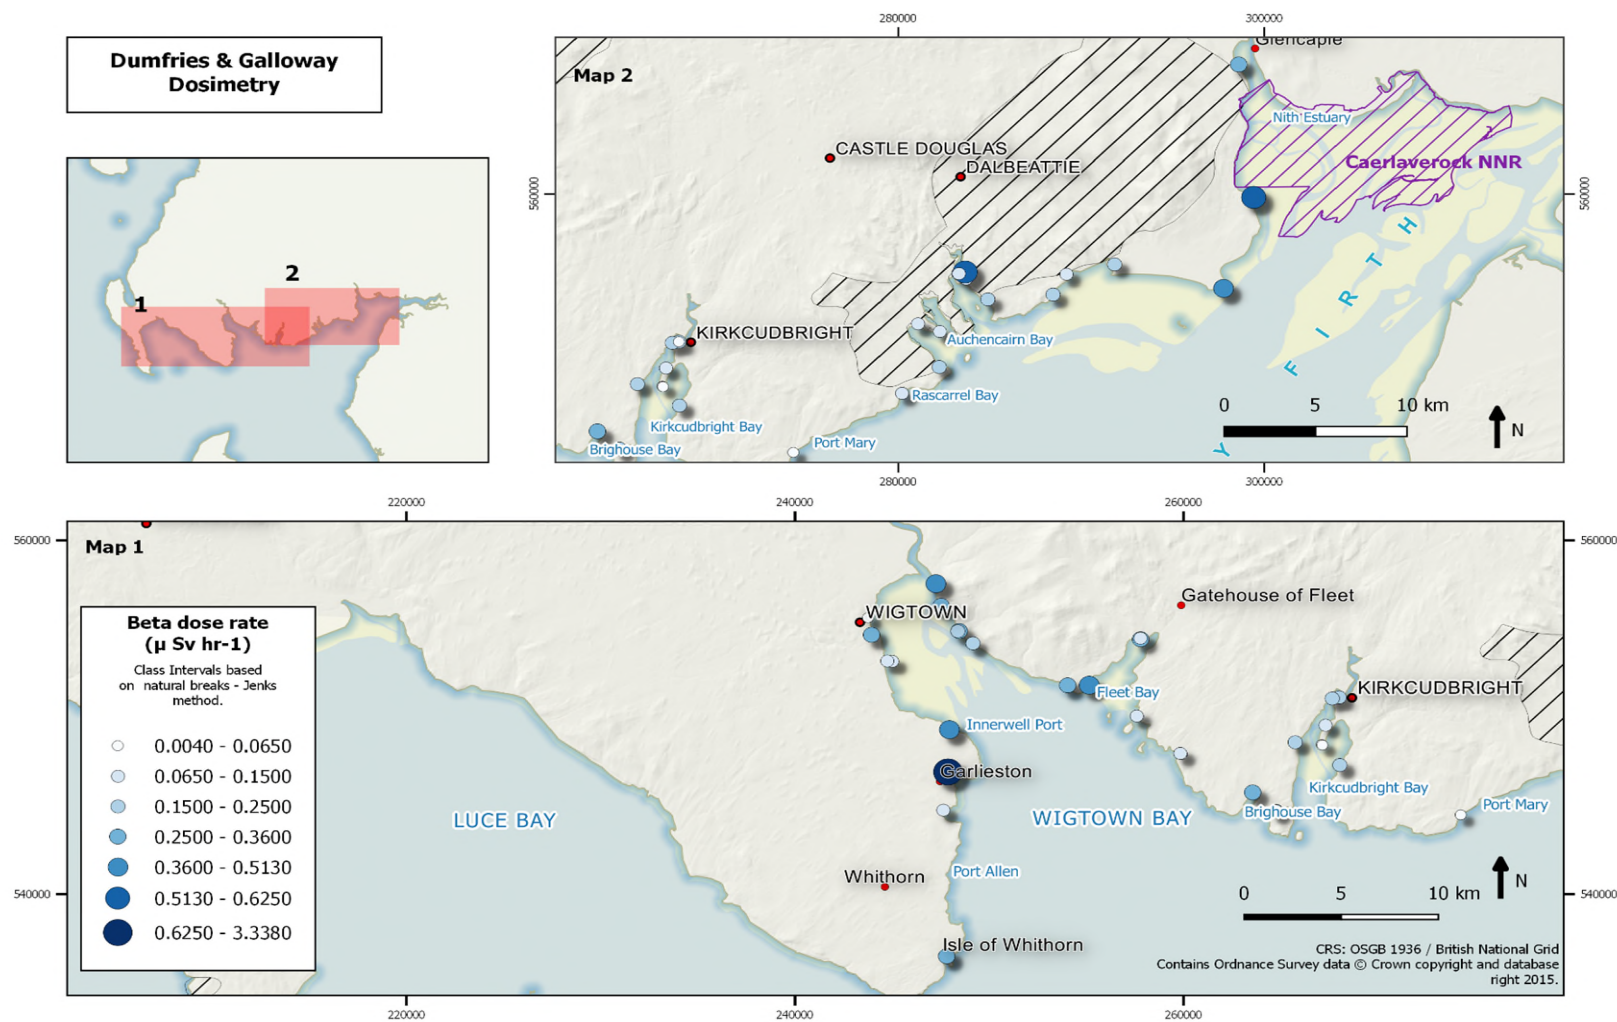 Dumfries & Galloway
Dosimetry
1
2
280000
300000
Map 2
Glencaple
Nith Estuary
Caerlaverock NNR
CASTLE DOUGLAS
DALBEATTIE
560000
560000
KIRKCUDBRIGHT
Auchencairn Bay
Rascarrel Bay
Kirkcudbright Bay
Port Mary
Brighouse Bay
Y FIRTH
0 5 10 km
N
280000
300000
220000
240000
260000
560000
560000
Map 1
Beta dose rate
(μ Sv hr-1)
Class Intervals based
on natural breaks - Jenks
method.
0.0040 - 0.0650
0.0650 - 0.1500
0.1500 - 0.2500
0.2500 - 0.3600
0.3600 - 0.5130
0.5130 - 0.6250
0.6250 - 3.3380
WIGTOWN
Gatehouse of Fleet
KIRKCUDBRIGHT
Fleet Bay
Innerwell Port
Garlieston
LUCE BAY
WIGTOWN BAY
Kirkcudbright Bay
Brighouse Bay
Port Mary
Port Allen
Whithorn
Isle of Whithorn
0 5 10 km
N
540000
540000
CRS: OSGB 1936 / British National Grid
Contains Ordnance Survey data © Crown copyright and database
right 2015.
220000
240000
260000